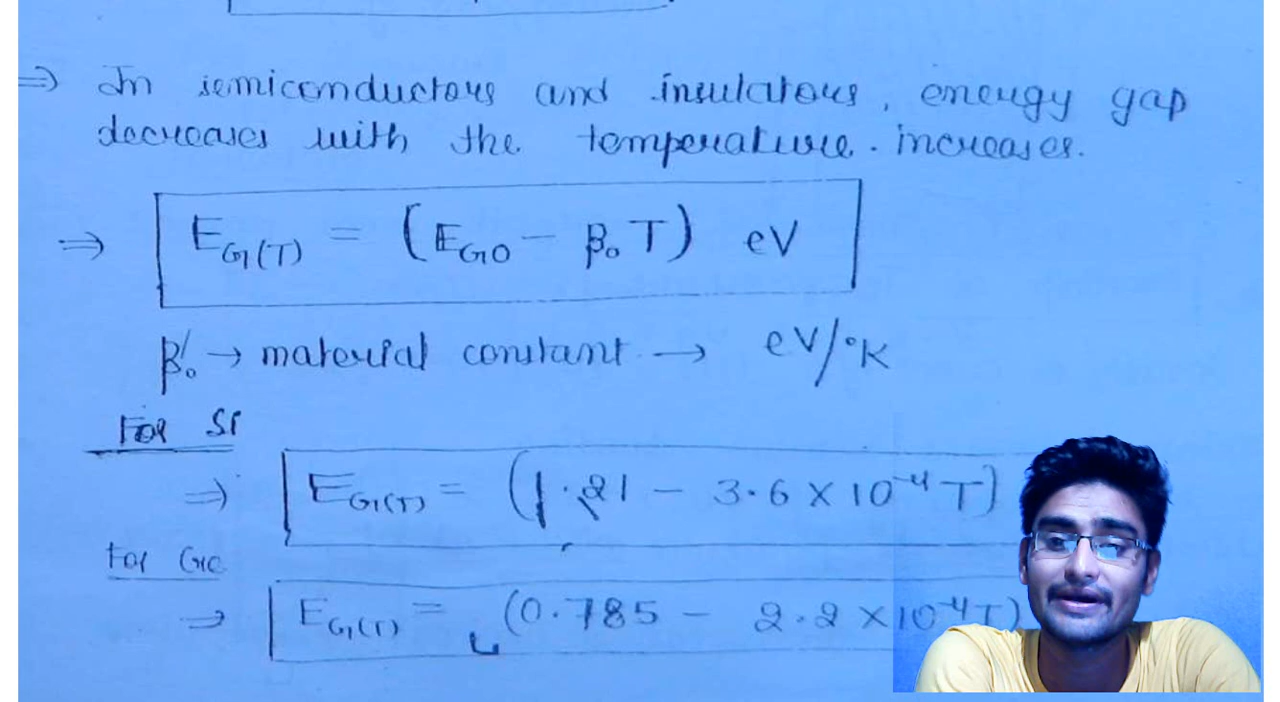 ⇒ In semiconductors and insulators, energy gap
decreases with the temperature. increases.
⇒ E_G(T) = (E_G0 - β₀T) eV
β₀ → material constant → eV/°K
For Si
⇒ E_G(T) = (1.21 - 3.6 × 10⁻⁴ T)
For Ge
⇒ E_G(T) = (0.785 - 2.2 × 10⁻⁴ T)